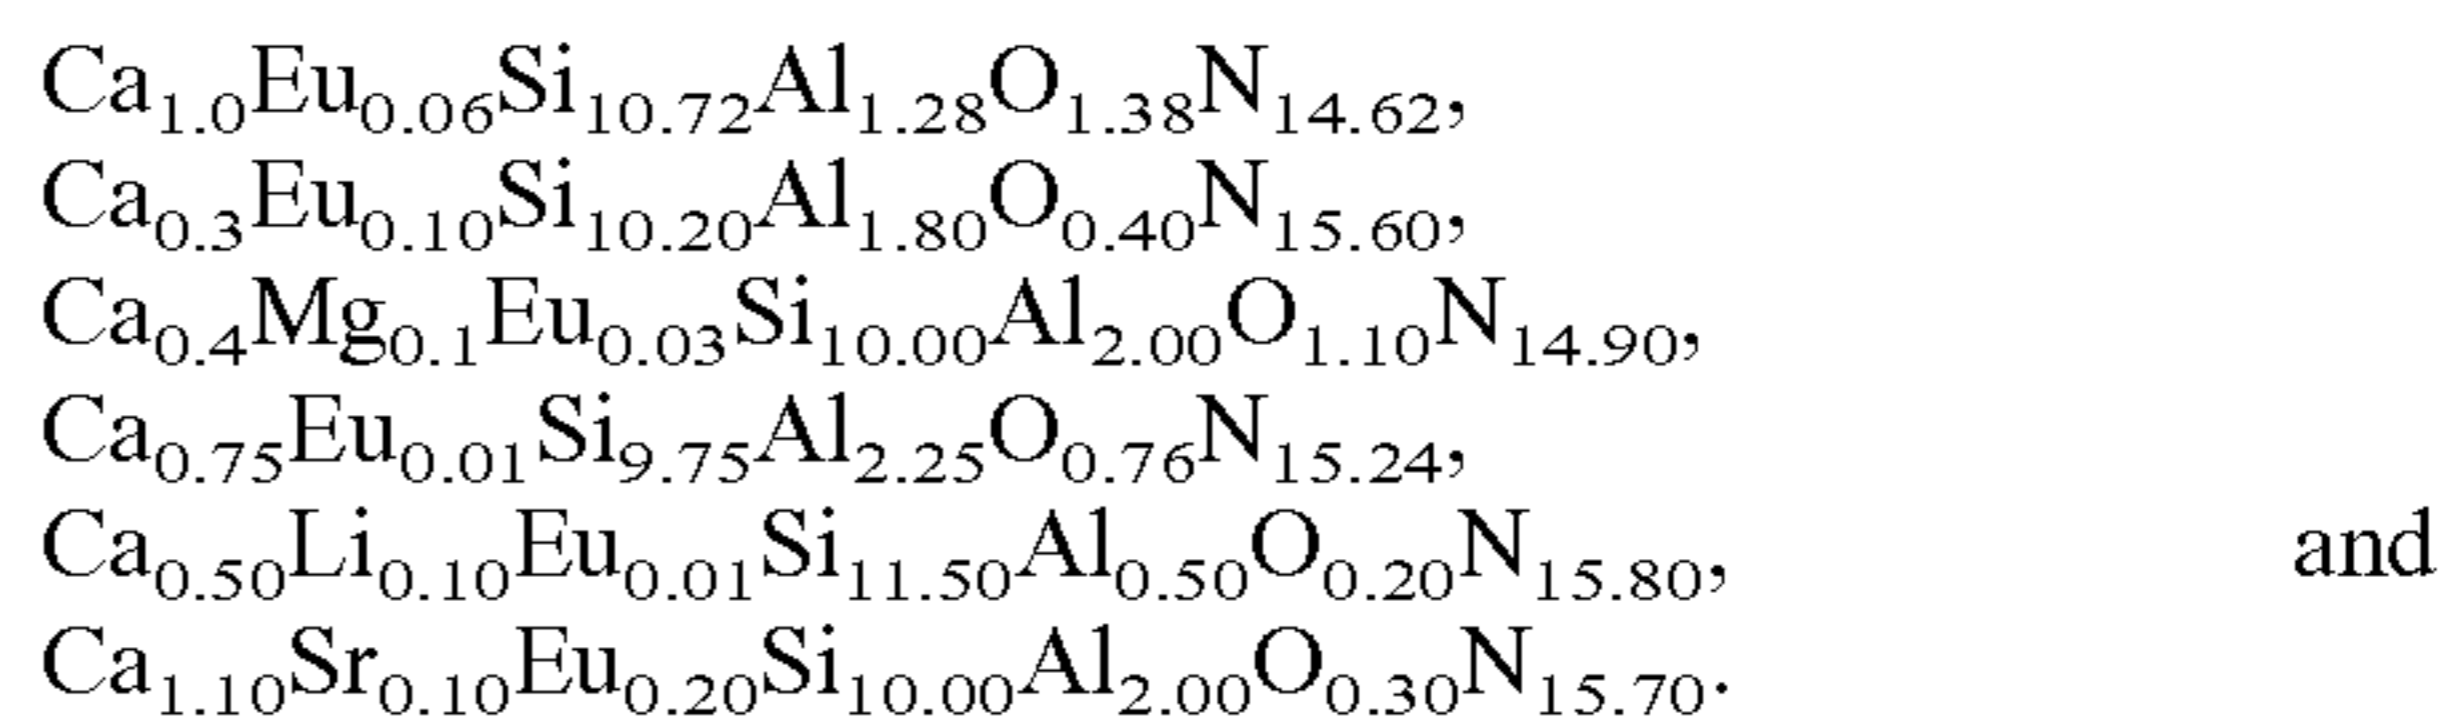 Ca₁.₀Eu₀.₀₆Si₁₀.₇₂Al₁.₂₈O₁.₃₈N₁₄.₆₂,
Ca₀.₃Eu₀.₁₀Si₁₀.₂₀Al₁.₈₀O₀.₄₀N₁₅.₆₀,
Ca₀.₄Mg₀.₁Eu₀.₀₃Si₁₀.₀₀Al₂.₀₀O₁.₁₀N₁₄.₉₀,
Ca₀.₇₅Eu₀.₀₁Si₉.₇₅Al₂.₂₅O₀.₇₆N₁₅.₂₄,
Ca₀.₅₀Li₀.₁₀Eu₀.₀₁Si₁₁.₅₀Al₀.₅₀O₀.₂₀N₁₅.₈₀, and
Ca₁.₁₀Sr₀.₁₀Eu₀.₂₀Si₁₀.₀₀Al₂.₀₀O₀.₃₀N₁₅.₇₀.